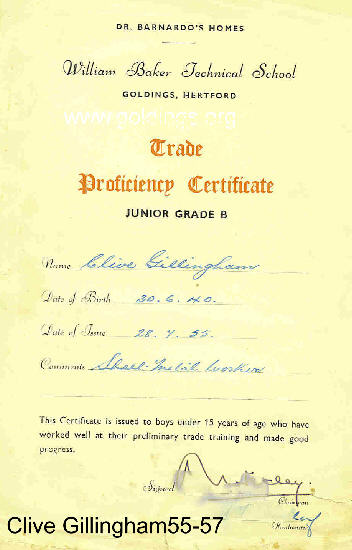 DR. BARNARDO'S HOMES
William Baker Technical School
GOLDINGS, HERTFORD
www.goldings.org
Trade
Proficiency Certificate
JUNIOR GRADE B
Name Clive Gillingham
Date of Birth 30.6.40.
Date of Issue 28.7.55.
Comments Sheet Metal Worker
This Certificate is issued to boys under 15 years of age who have
worked well at their preliminary trade training and made good
progress.
Signed
Chairman
Headmaster
Clive Gillingham55-57